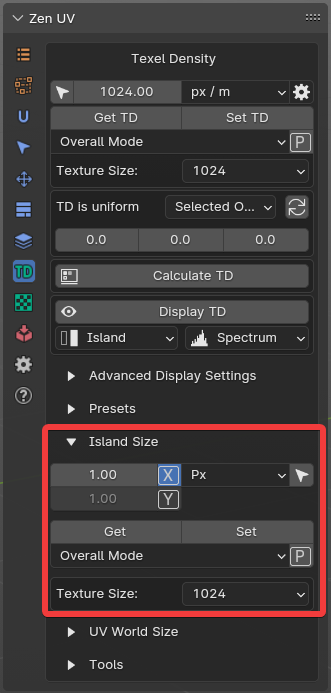 Zen UV
Texel Density
1024.00 px / m
Get TD Set TD
Overall Mode P
Texture Size: 1024
TD is uniform Selected O...
0.0 0.0 0.0
Calculate TD
Display TD
Island Spectrum
TD
Advanced Display Settings
Presets
Island Size
1.00 X Px
1.00 Y
Get Set
Overall Mode P
Texture Size: 1024
UV World Size
Tools